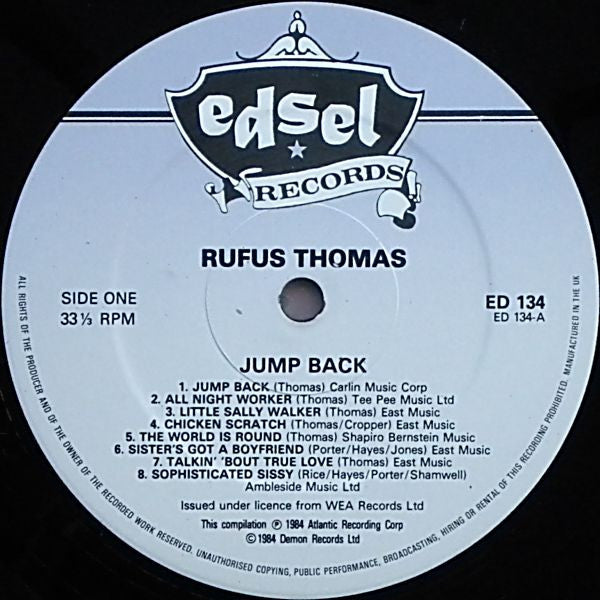 edsel
RECORDS
RUFUS THOMAS
SIDE ONE
33⅓ RPM
ED 134
ED 134-A
JUMP BACK
1. JUMP BACK (Thomas) Carlin Music Corp
2. ALL NIGHT WORKER (Thomas) Tee Pee Music Ltd
3. LITTLE SALLY WALKER (Thomas) East Music
4. CHICKEN SCRATCH (Thomas/Cropper) East Music
5. THE WORLD IS ROUND (Thomas) Shapiro Bernstein Music
6. SISTER'S GOT A BOYFRIEND (Porter/Hayes/Jones) East Music
7. TALKIN' 'BOUT TRUE LOVE (Thomas) East Music
8. SOPHISTICATED SISSY (Rice/Hayes/Porter/Shamwell)
Ambleside Music Ltd
Issued under licence from WEA Records Ltd
This compilation ℗ 1984 Atlantic Recording Corp
© 1984 Demon Records Ltd
ALL RIGHTS OF THE PRODUCER AND OF THE OWNER OF THE RECORDED WORK RESERVED. UNAUTHORISED COPYING, PUBLIC PERFORMANCE, BROADCASTING, HIRING OR RENTAL OF THIS RECORDING PROHIBITED. MANUFACTURED IN THE UK